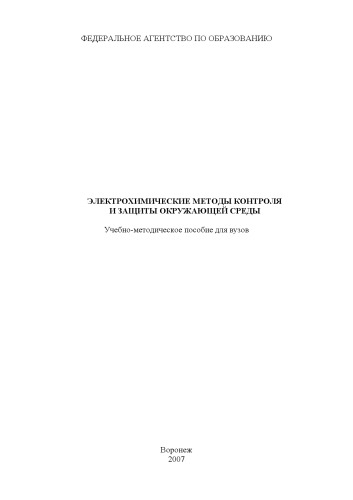 ФЕДЕРАЛЬНОЕ АГЕНТСТВО ПО ОБРАЗОВАНИЮ
ЭЛЕКТРОХИМИЧЕСКИЕ МЕТОДЫ КОНТРОЛЯ
И ЗАЩИТЫ ОКРУЖАЮЩЕЙ СРЕДЫ
Учебно-методическое пособие для вузов
Воронеж
2007